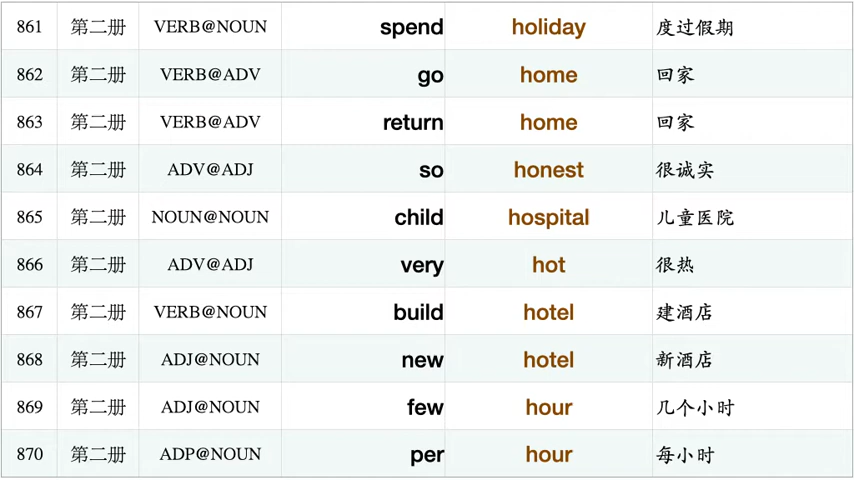 861 第二册 VERB@NOUN spend holiday 度过假期
862 第二册 VERB@ADV go home 回家
863 第二册 VERB@ADV return home 回家
864 第二册 ADV@ADJ so honest 很诚实
865 第二册 NOUN@NOUN child hospital 儿童医院
866 第二册 ADV@ADJ very hot 很热
867 第二册 VERB@NOUN build hotel 建酒店
868 第二册 ADJ@NOUN new hotel 新酒店
869 第二册 ADJ@NOUN few hour 几个小时
870 第二册 ADP@NOUN per hour 每小时